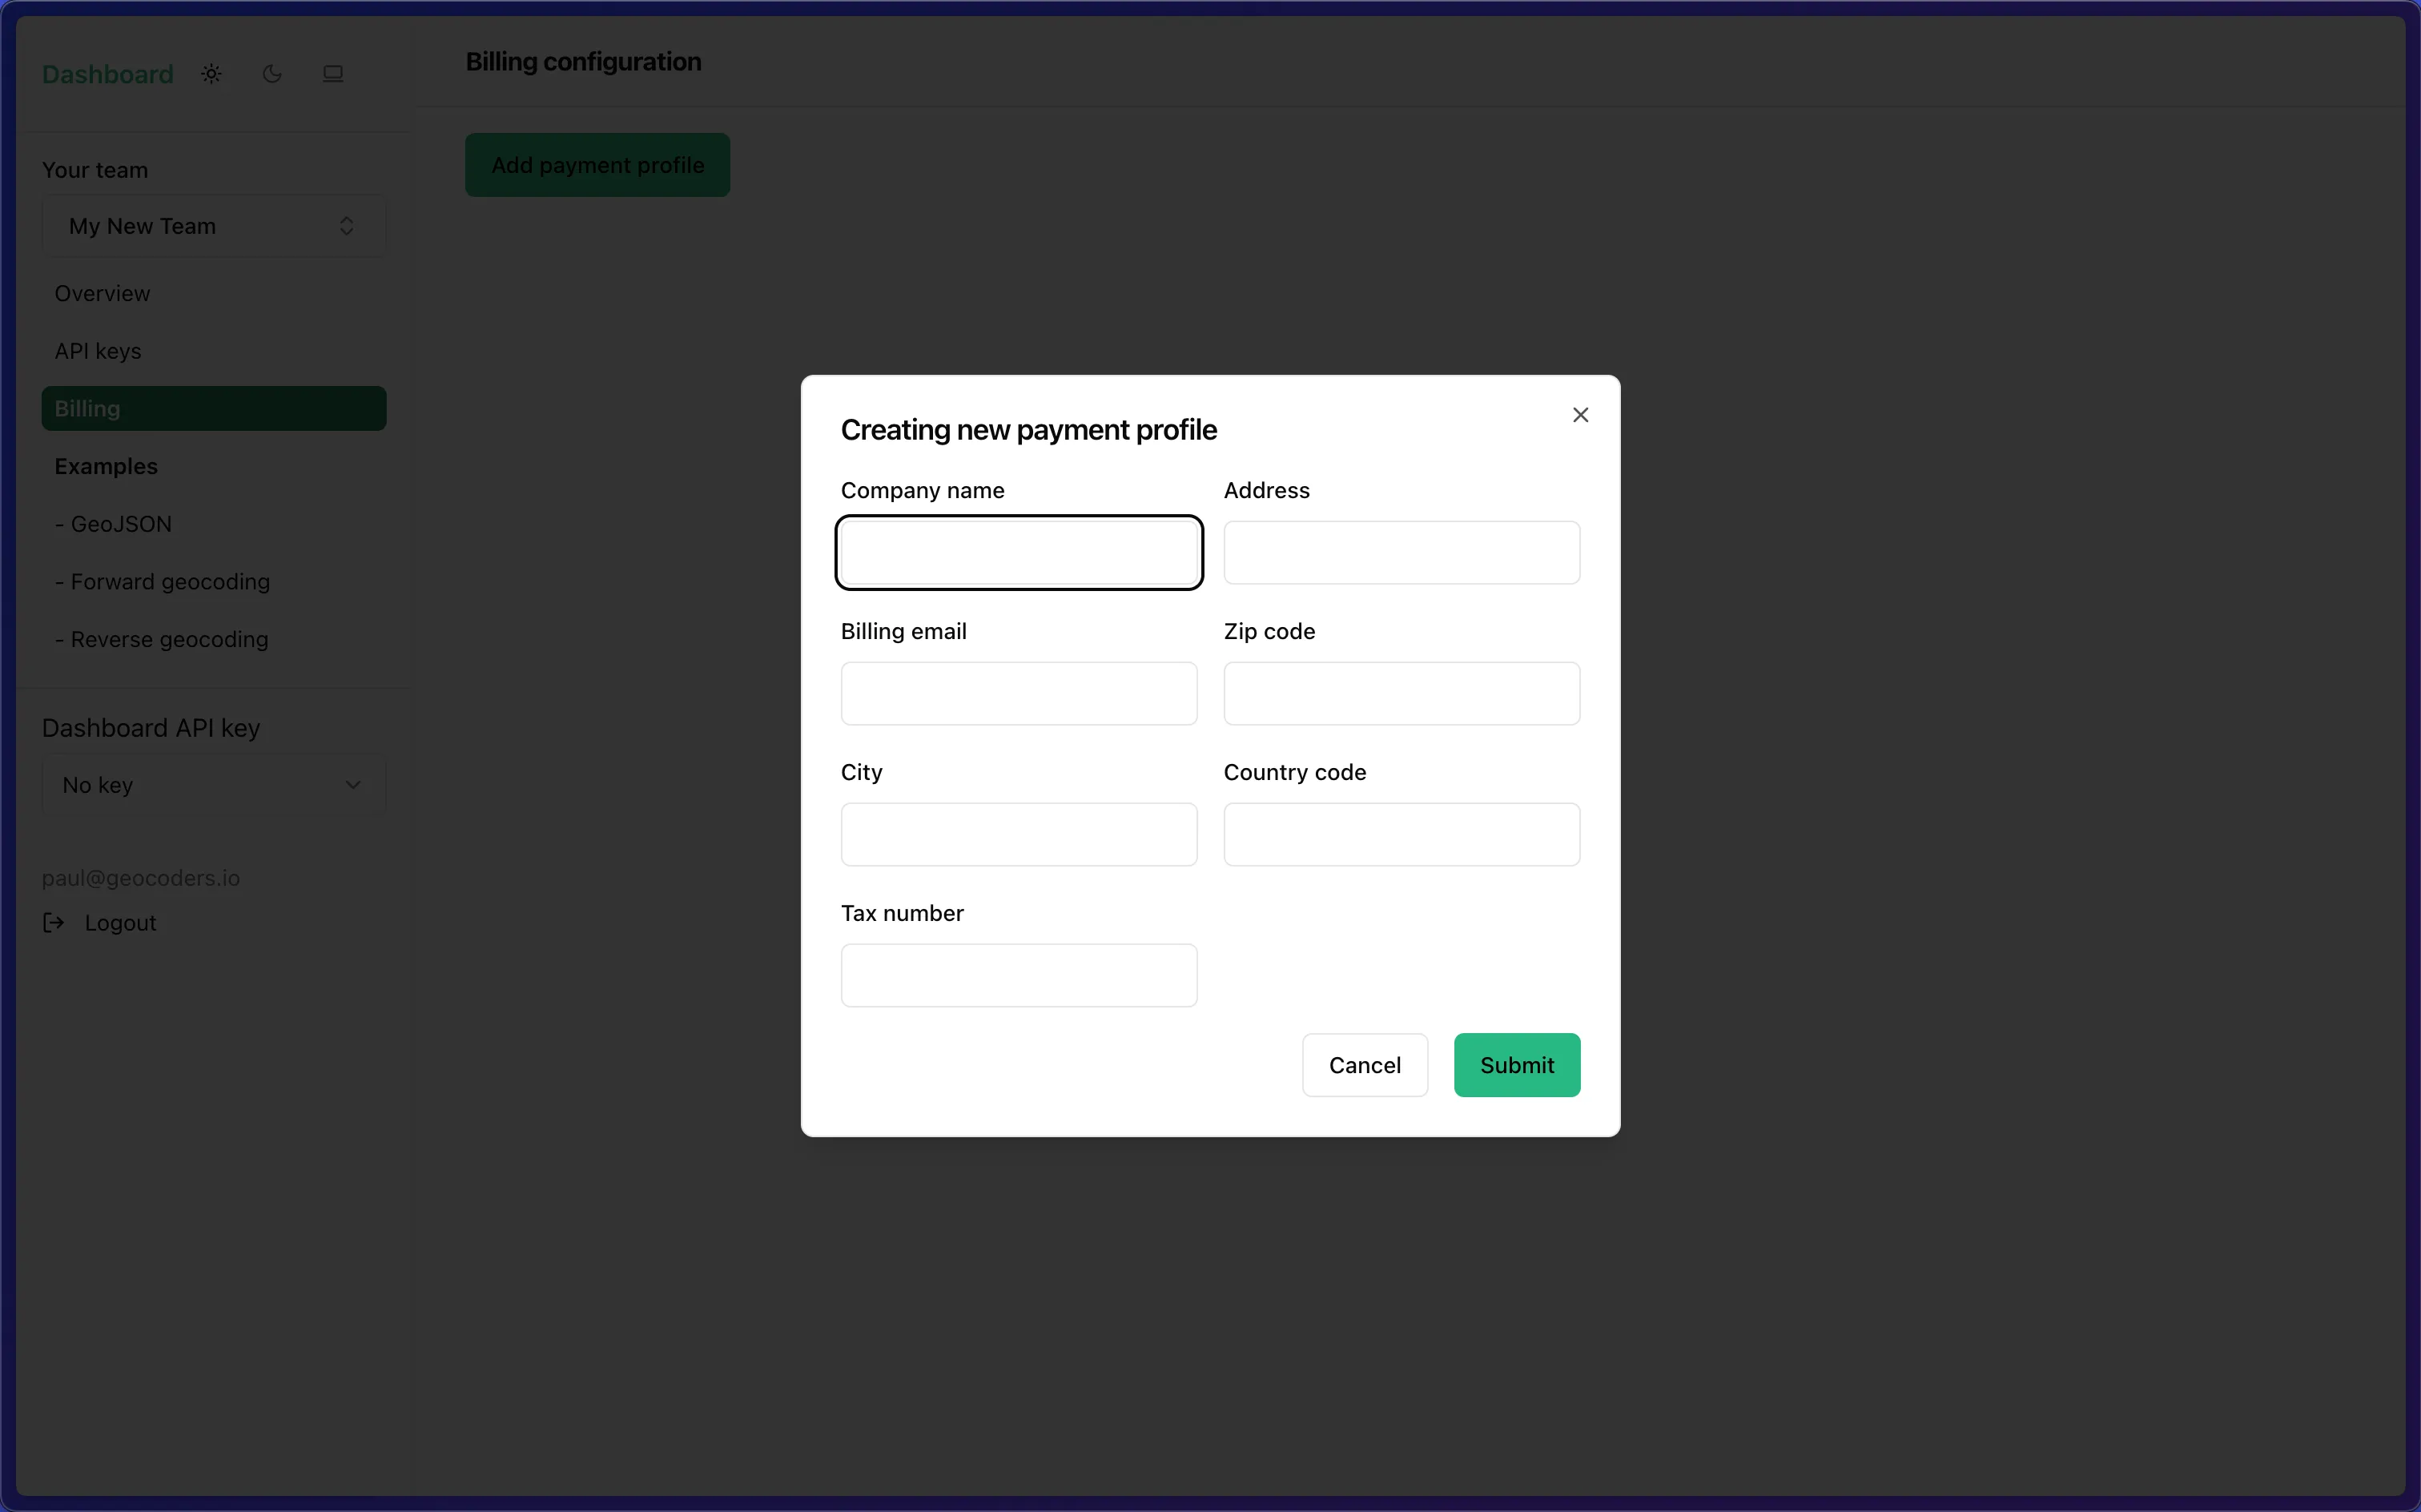 Dashboard
Your team
My New Team
Overview
API keys
Billing
Examples
- GeoJSON
- Forward geocoding
- Reverse geocoding
Dashboard API key
No key
paul@geocoders.io
Logout
Billing configuration
Add payment profile
Creating new payment profile
Company name
Address
Billing email
Zip code
City
Country code
Tax number
Cancel
Submit